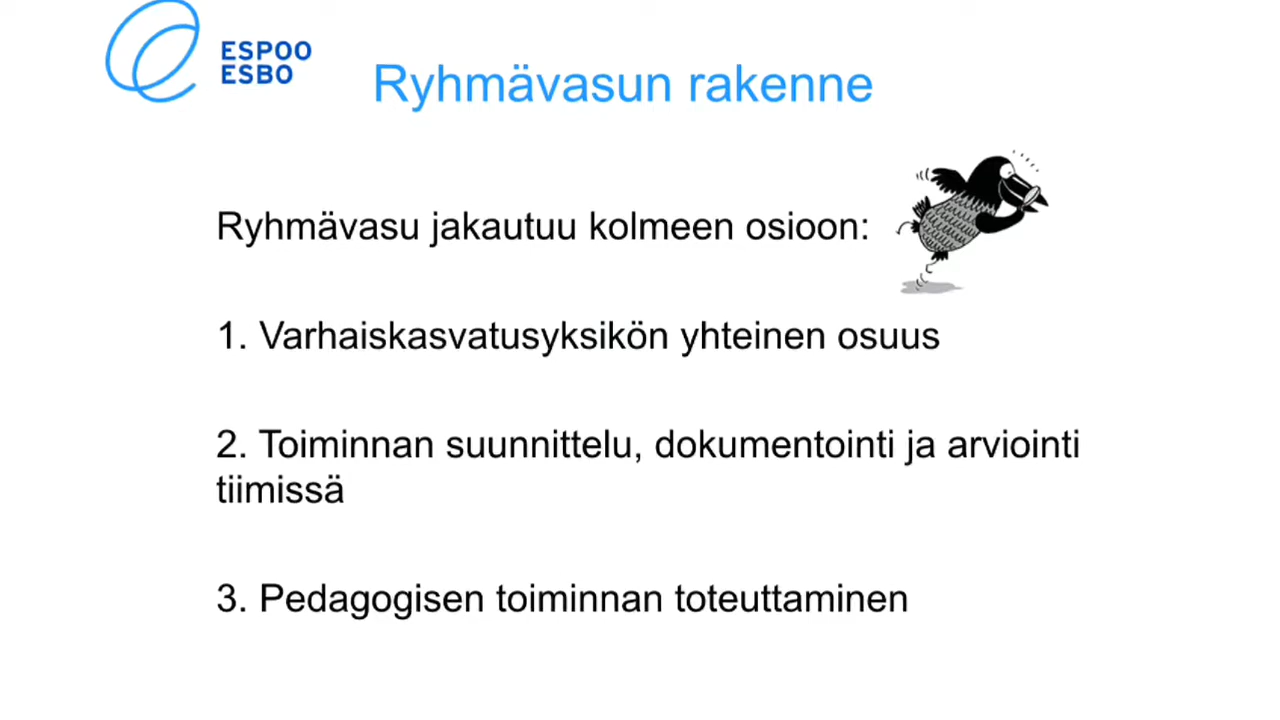 ESPOO
ESBO
Ryhmävasun rakenne
Ryhmävasu jakautuu kolmeen osioon:
1. Varhaiskasvatusyksikön yhteinen osuus
2. Toiminnan suunnittelu, dokumentointi ja arviointi
tiimissä
3. Pedagogisen toiminnan toteuttaminen